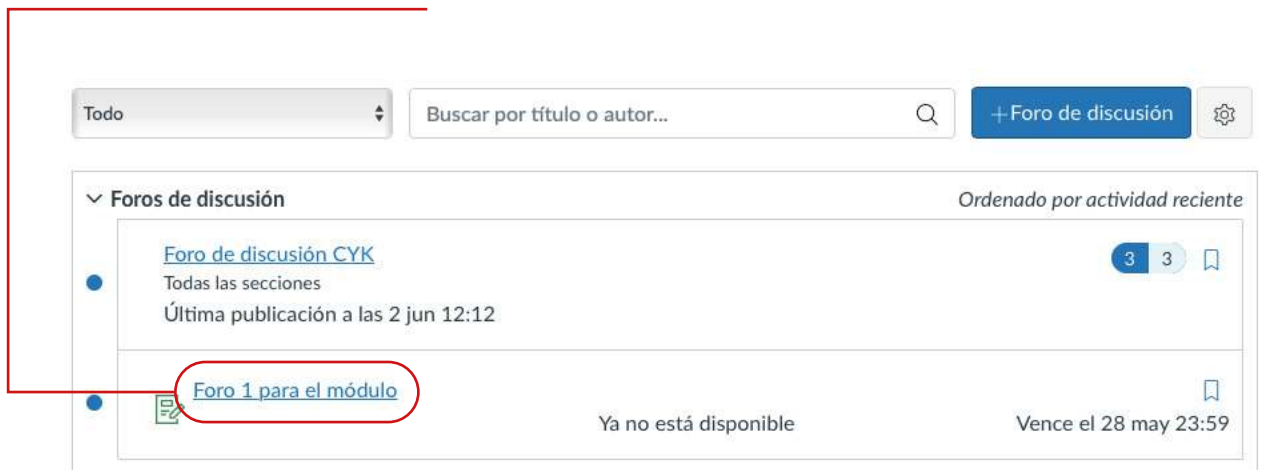 Todo
Buscar por título o autor...
+Foro de discusión
Foros de discusión
Ordenado por actividad reciente
Foro de discusión CYK
3 3
Todas las secciones
Última publicación a las 2 jun 12:12
Foro 1 para el módulo
Ya no está disponible
Vence el 28 may 23:59